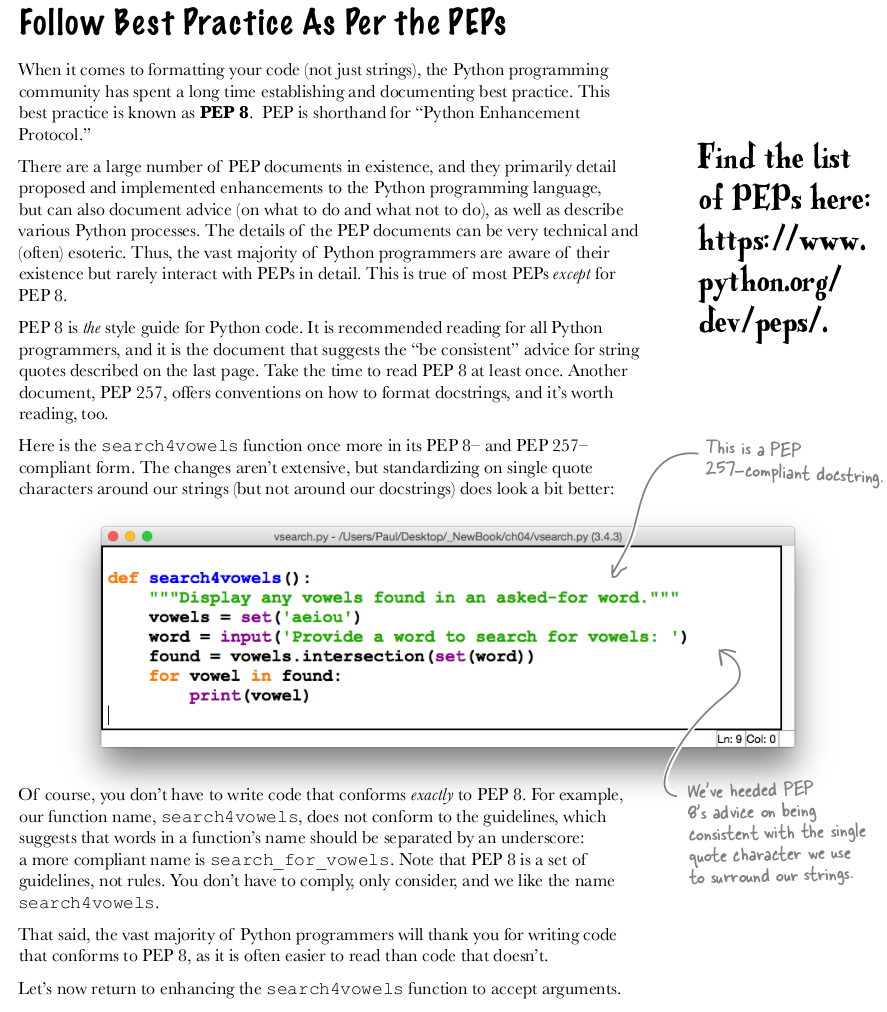 Follow Best Practice As Per the PEPs
When it comes to formatting your code (not just strings), the Python programming
community has spent a long time establishing and documenting best practice. This
best practice is known as PEP 8. PEP is shorthand for “Python Enhancement
Protocol.”
There are a large number of PEP documents in existence, and they primarily detail
proposed and implemented enhancements to the Python programming language,
but can also document advice (on what to do and what not to do), as well as describe
various Python processes. The details of the PEP documents can be very technical and
(often) esoteric. Thus, the vast majority of Python programmers are aware of their
existence but rarely interact with PEPs in detail. This is true of most PEPs except for
PEP 8.
Find the list
of PEPs here:
https://www.
python.org/
dev/peps/.
PEP 8 is the style guide for Python code. It is recommended reading for all Python
programmers, and it is the document that suggests the “be consistent” advice for string
quotes described on the last page. Take the time to read PEP 8 at least once. Another
document, PEP 257, offers conventions on how to format docstrings, and it’s worth
reading, too.
Here is the search4vowels function once more in its PEP 8– and PEP 257–
compliant form. The changes aren’t extensive, but standardizing on single quote
characters around our strings (but not around our docstrings) does look a bit better:
This is a PEP
257-compliant docstring.
vsearch.py - /Users/Paul/Desktop/_NewBook/ch04/vsearch.py (3.4.3)
def search4vowels():
    """Display any vowels found in an asked-for word."""
    vowels = set('aeiou')
    word = input('Provide a word to search for vowels: ')
    found = vowels.intersection(set(word))
    for vowel in found:
        print(vowel)
Ln: 9 Col: 0
We’ve heeded PEP
8’s advice on being
consistent with the single
quote character we use
to surround our strings.
Of course, you don’t have to write code that conforms exactly to PEP 8. For example,
our function name, search4vowels, does not conform to the guidelines, which
suggests that words in a function’s name should be separated by an underscore:
a more compliant name is search_for_vowels. Note that PEP 8 is a set of
guidelines, not rules. You don’t have to comply, only consider, and we like the name
search4vowels.
That said, the vast majority of Python programmers will thank you for writing code
that conforms to PEP 8, as it is often easier to read than code that doesn’t.
Let’s now return to enhancing the search4vowels function to accept arguments.